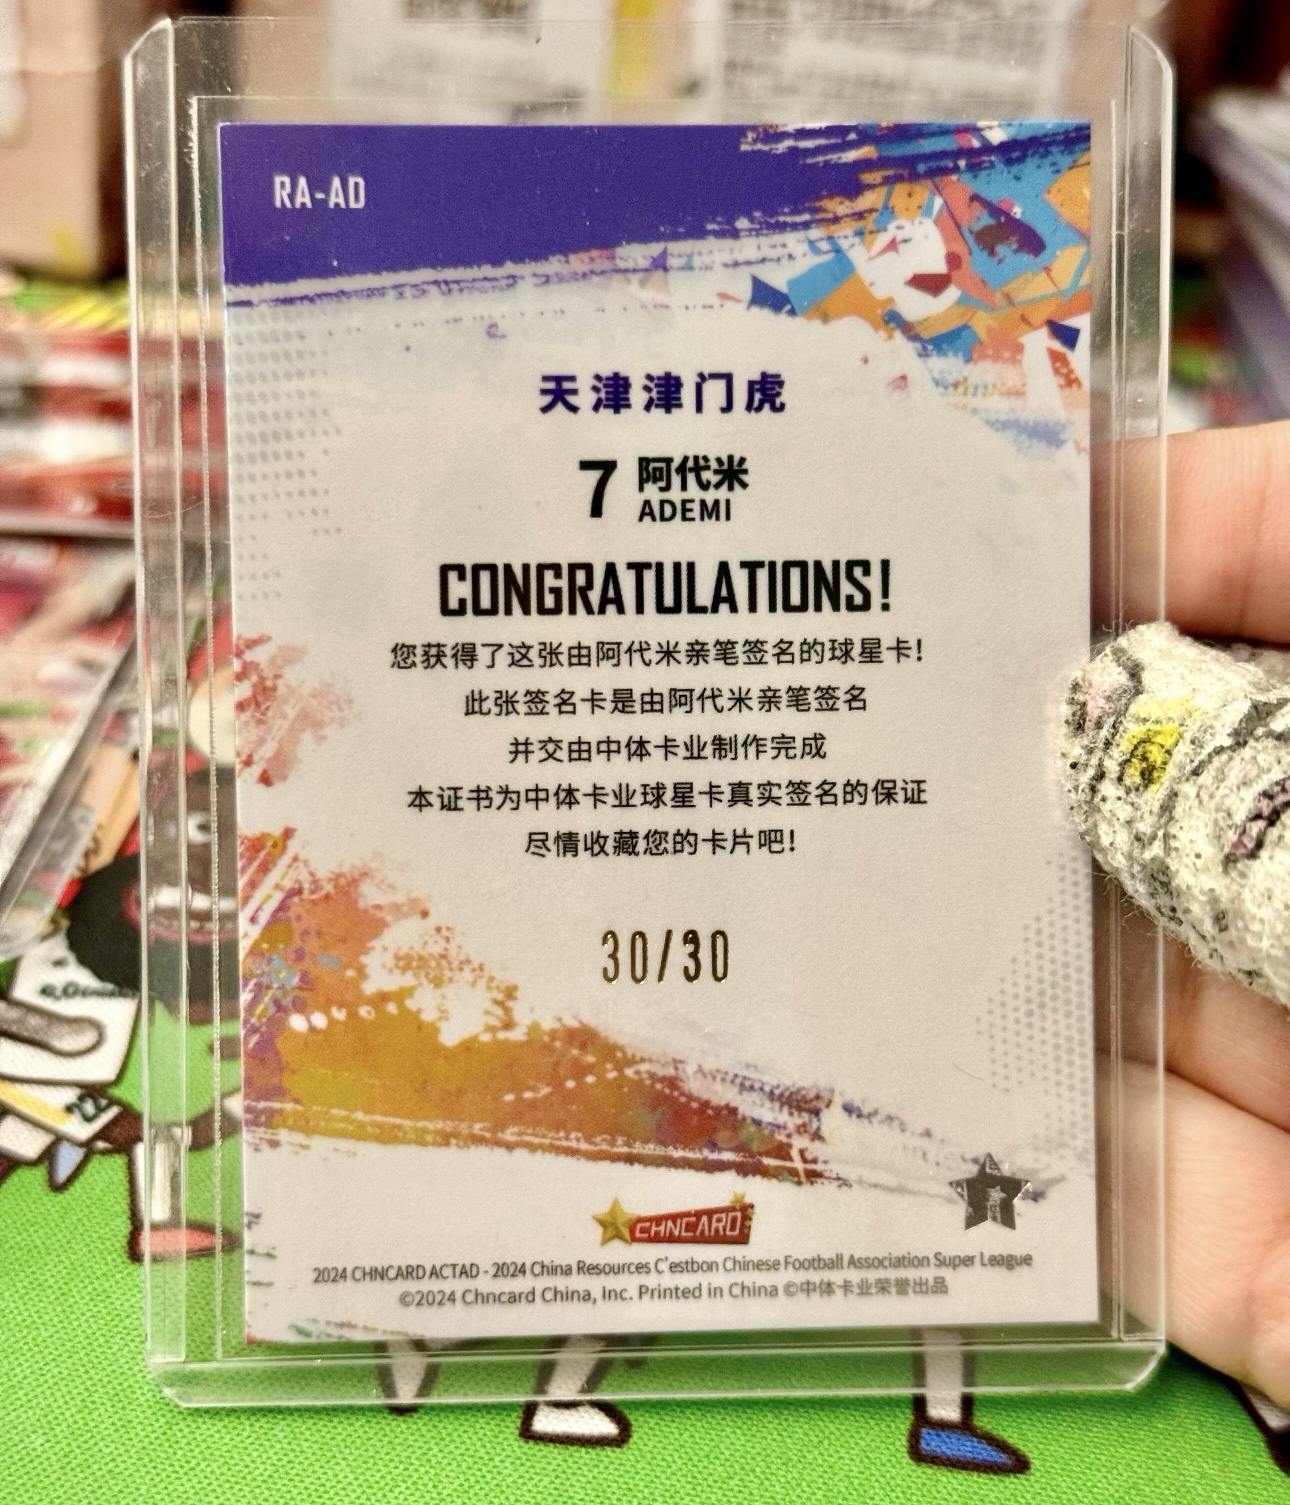 RA-AD
天津津门虎
7 阿代米
ADEMI
CONGRATULATIONS!
您获得了这张由阿代米亲笔签名的球星卡!
此张签名卡是由阿代米亲笔签名
并交由中体卡业制作完成
本证书为中体卡业球星卡真实签名的保证
尽情收藏您的卡片吧!
30/30
CHNCARD
2024 CHNCARD ACTAD - 2024 China Resources C'estbon Chinese Football Association Super League
©2024 Chncard China, Inc. Printed in China ©中体卡业荣誉出品